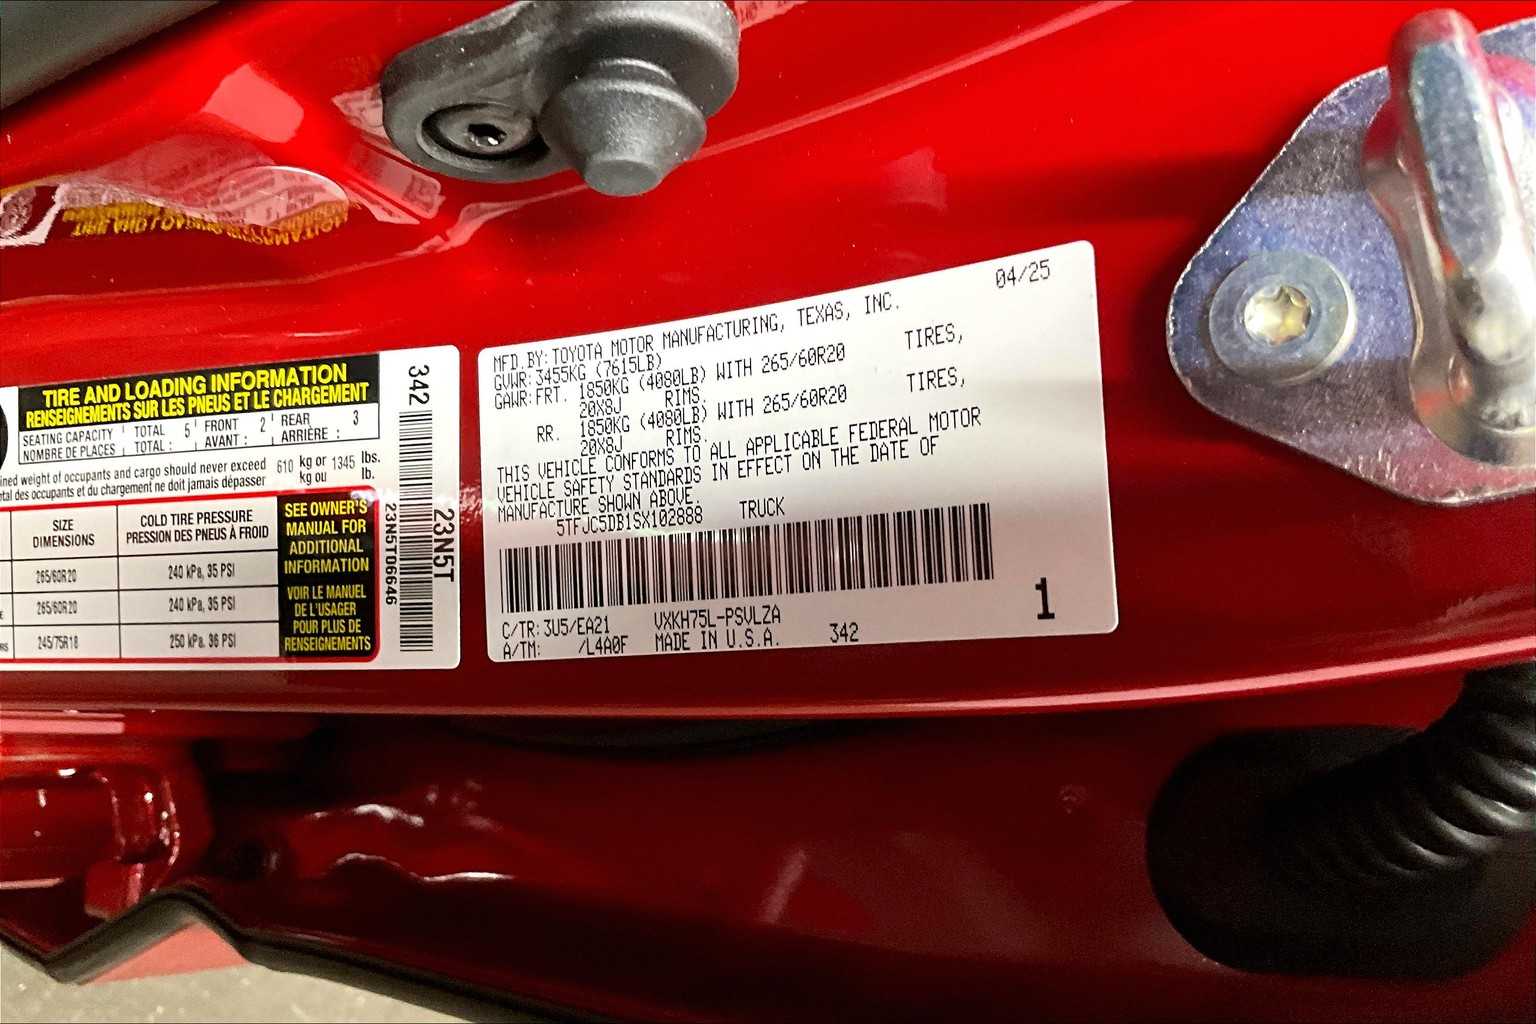 TIRE AND LOADING INFORMATION
RENSEIGNEMENTS SUR LES PNEUS ET LE CHARGEMENT
SEATING CAPACITY TOTAL 5 FRONT 2 REAR 3
NOMBRE DE PLACES TOTAL : AVANT : ARRIÈRE :
ined weight of occupants and cargo should never exceed 610 kg or 1345 lbs.
tal des occupants et du chargement ne doit jamais dépasser kg ou lb.
SIZE
DIMENSIONS
COLD TIRE PRESSURE
PRESSION DES PNEUS À FROID
265/60R20 240 kPa, 35 PSI
265/60R20 240 kPa, 35 PSI
245/75R18 250 kPa, 36 PSI
SEE OWNER'S
MANUAL FOR
ADDITIONAL
INFORMATION
VOIR LE MANUEL
DE L'USAGER
POUR PLUS DE
RENSEIGNEMENTS
342
23N5T06646
23N5T
04/25
MFD.BY:TOYOTA MOTOR MANUFACTURING, TEXAS, INC.
GVWR:3455KG (7615LB)
GAWR:FRT. 1850KG (4080LB) WITH 265/60R20 TIRES,
20X8J RIMS.
RR. 1850KG (4080LB) WITH 265/60R20 TIRES,
20X8J RIMS.
THIS VEHICLE CONFORMS TO ALL APPLICABLE FEDERAL MOTOR
VEHICLE SAFETY STANDARDS IN EFFECT ON THE DATE OF
MANUFACTURE SHOWN ABOVE.
5TFJC5DB1SX102888 TRUCK
C/TR:3U5/EA21 VXKH75L-PSVLZA
A/TM: /L4A0F MADE IN U.S.A. 342
1